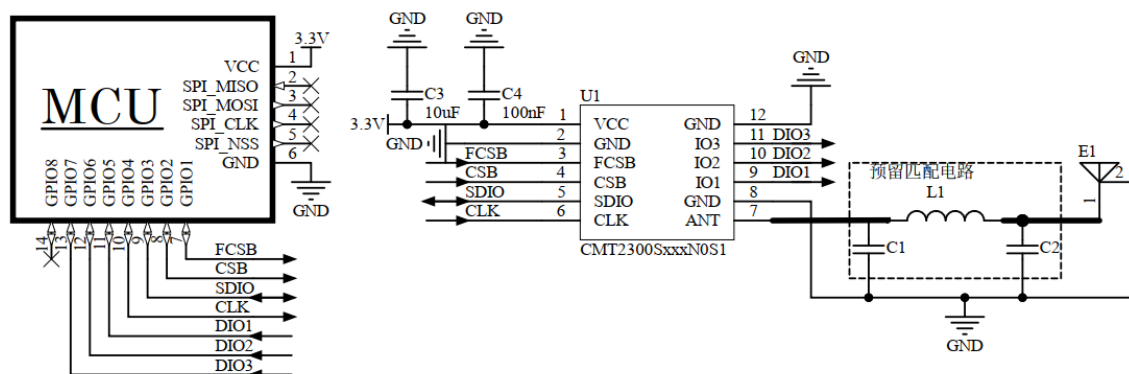 MCU
3.3V
VCC 1
SPI_MISO 2
SPI_MOSI 3
SPI_CLK 4
SPI_NSS 5
GND 6
GND
GPIO8
GPIO7
GPIO6
GPIO5
GPIO4
GPIO3
GPIO2
GPIO1
14
13
12
11
10
9
8
7
FCSB
CSB
SDIO
CLK
DIO1
DIO2
DIO3
GND
GND
C3
10uF
C4
100nF
3.3V
GND
FCSB
CSB
SDIO
CLK
U1
1 VCC GND 12
2 GND IO3 11 DIO3
3 FCSB IO2 10 DIO2
4 CSB IO1 9 DIO1
5 SDIO GND 8
6 CLK ANT 7
CMT2300SxxxN0S1
GND
预留匹配电路
L1
C1
C2
E1
2
1
GND